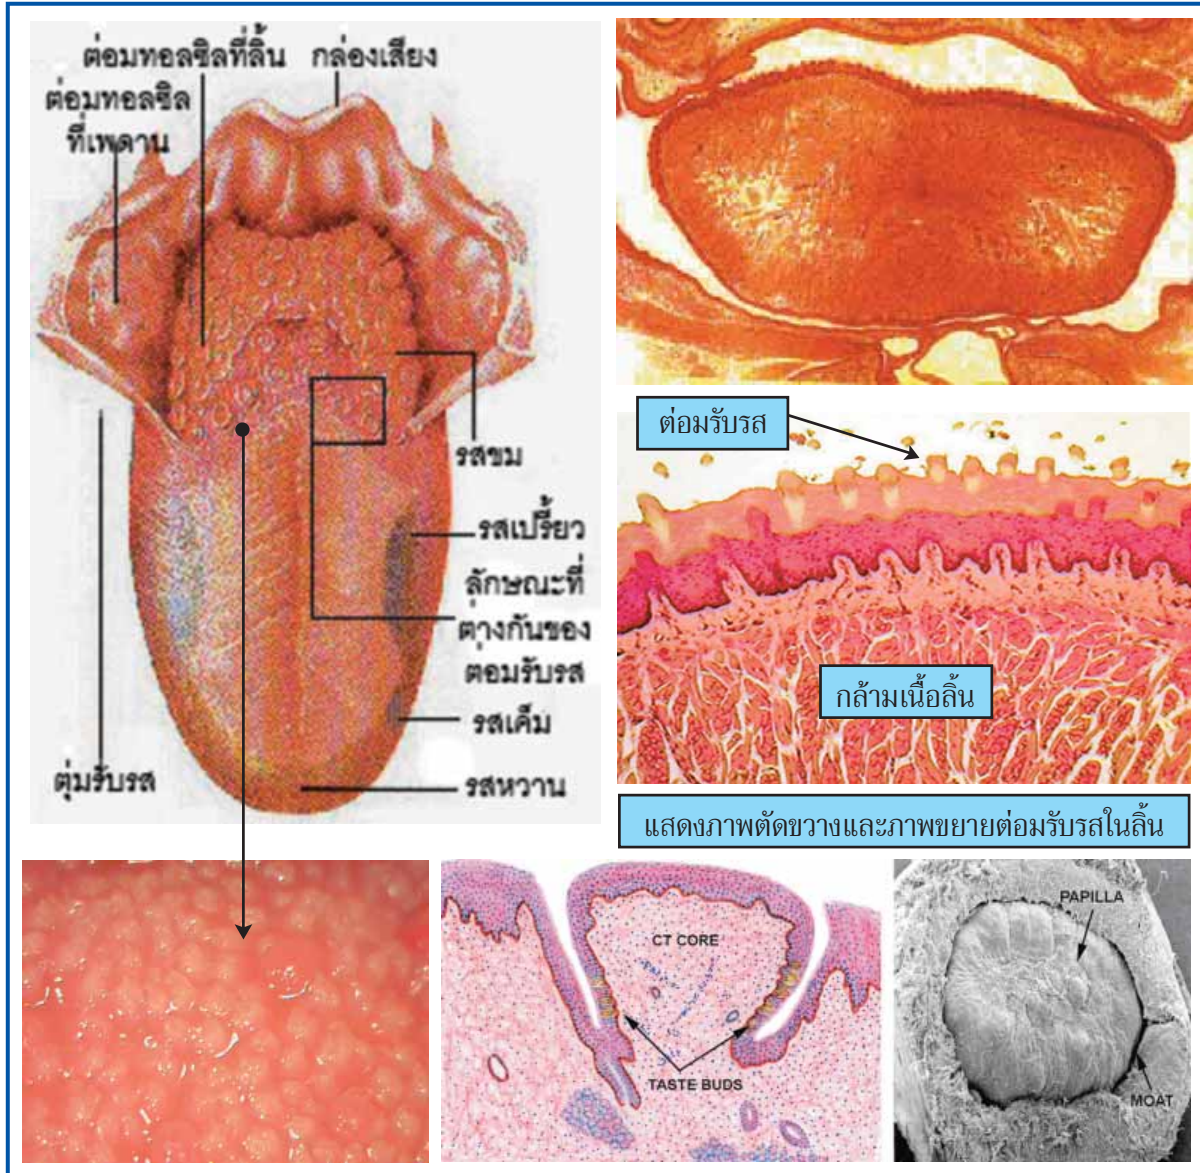 ต่อมทอลซิลที่ลิ้น กล่องเสียง
ต่อมทอลซิล
ที่เพดาน
รสขม
รสเปรี้ยว
ลักษณะที่
ต่างกันของ
ต่อมรับรส
รสเค็ม
รสหวาน
ตุ่มรับรส
ต่อมรับรส
กล้ามเนื้อลิ้น
แสดงภาพตัดขวางและภาพขยายต่อมรับรสในลิ้น
CT CORE
TASTE BUDS
PAPILLA
MOAT